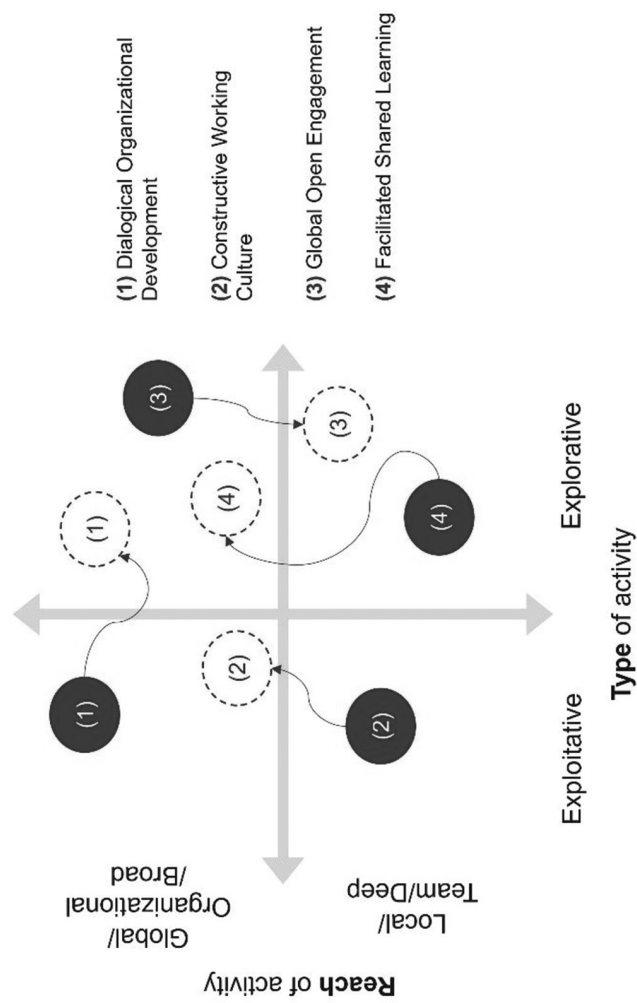 Reach of activity
Global/
Organizational
/Broad
Local/
Team/Deep
(1)
(1)
(2)
(2)
(3)
(3)
(4)
(4)
Exploitative
Explorative
Type of activity
(1) Dialogical Organizational
Development
(2) Constructive Working
Culture
(3) Global Open Engagement
(4) Facilitated Shared Learning